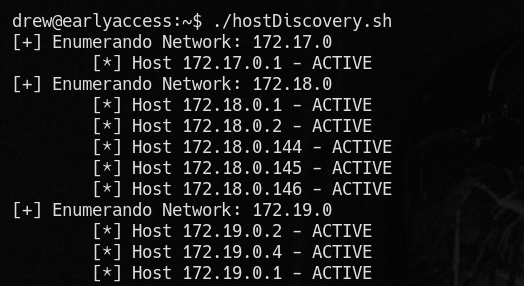 drew@earlyaccess:~$ ./hostDiscovery.sh
[+] Enumerando Network: 172.17.0
[*] Host 172.17.0.1 - ACTIVE
[+] Enumerando Network: 172.18.0
[*] Host 172.18.0.1 - ACTIVE
[*] Host 172.18.0.2 - ACTIVE
[*] Host 172.18.0.144 - ACTIVE
[*] Host 172.18.0.145 - ACTIVE
[*] Host 172.18.0.146 - ACTIVE
[+] Enumerando Network: 172.19.0
[*] Host 172.19.0.2 - ACTIVE
[*] Host 172.19.0.4 - ACTIVE
[*] Host 172.19.0.1 - ACTIVE